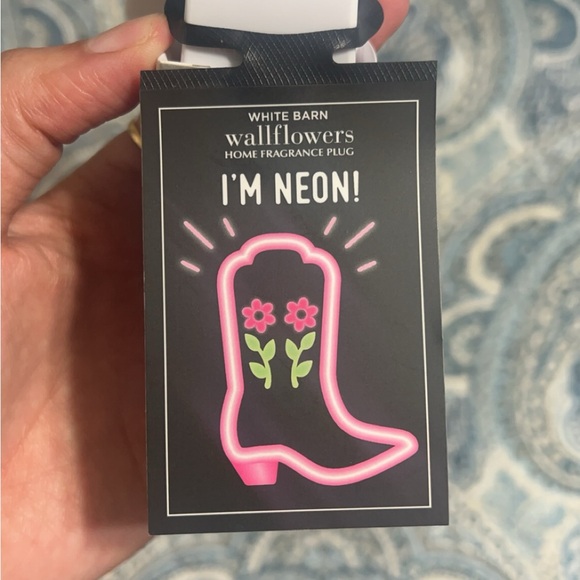 WHITE BARN
wallflowers
HOME FRAGRANCE PLUG
I'M NEON!